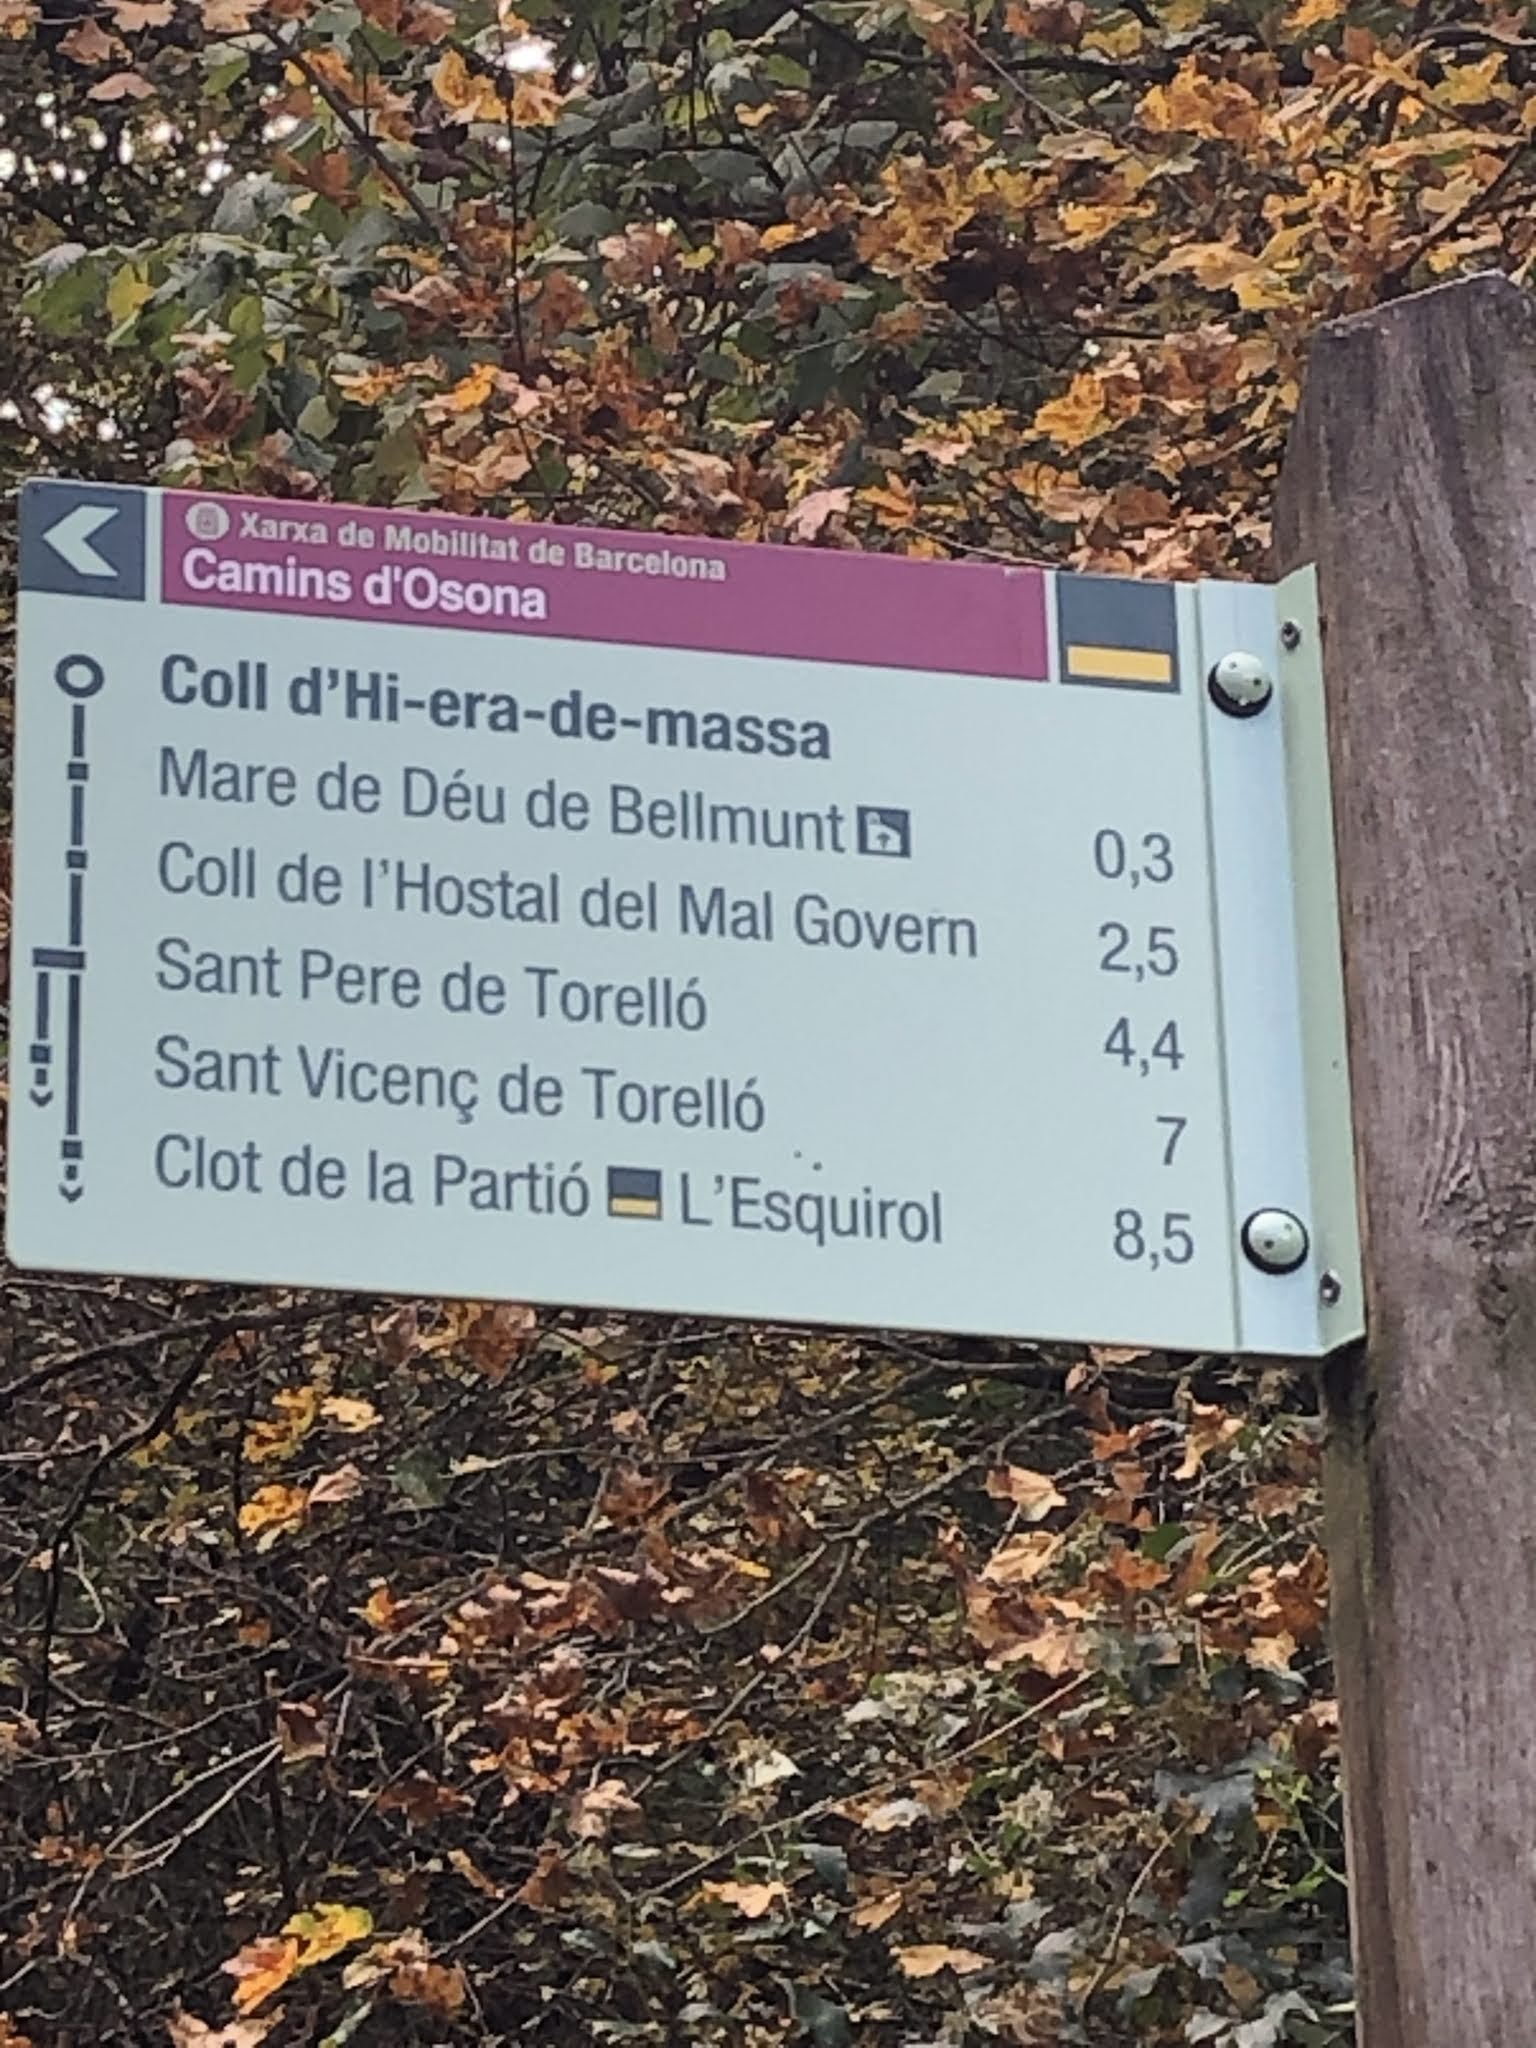 Xarxa de Mobilitat de Barcelona
Camins d'Osona
Coll d'Hi-era-de-massa
Mare de Déu de Bellmunt 0,3
Coll de l'Hostal del Mal Govern 2,5
Sant Pere de Torelló 4,4
Sant Vicenç de Torelló 7
Clot de la Partió L'Esquirol 8,5